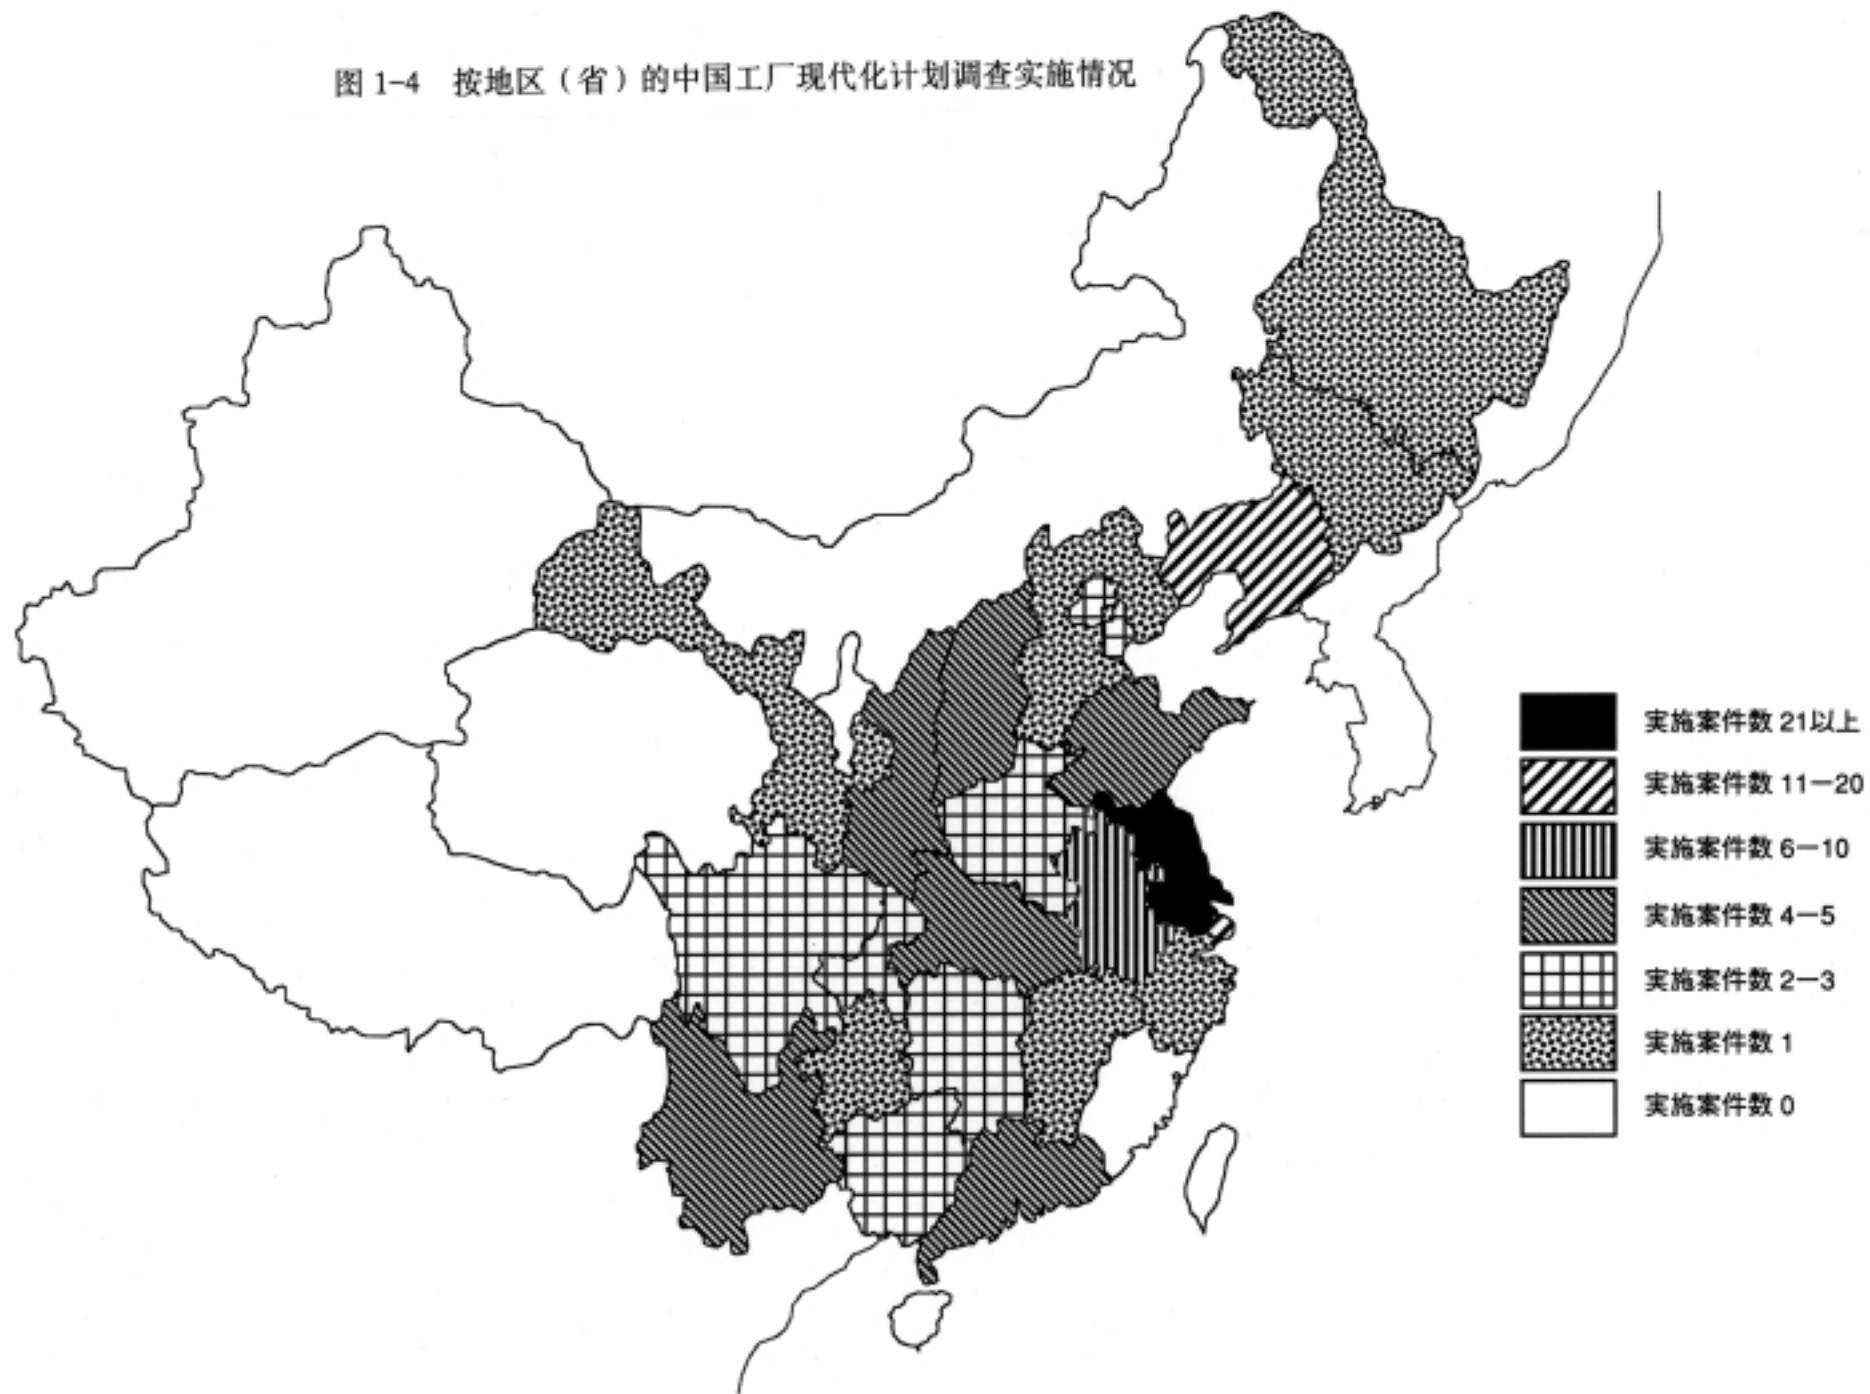 图 1-4 按地区（省）的中国工厂现代化计划调查实施情况
实施案件数 21以上
实施案件数 11－20
实施案件数 6－10
实施案件数 4－5
实施案件数 2－3
实施案件数 1
实施案件数 0